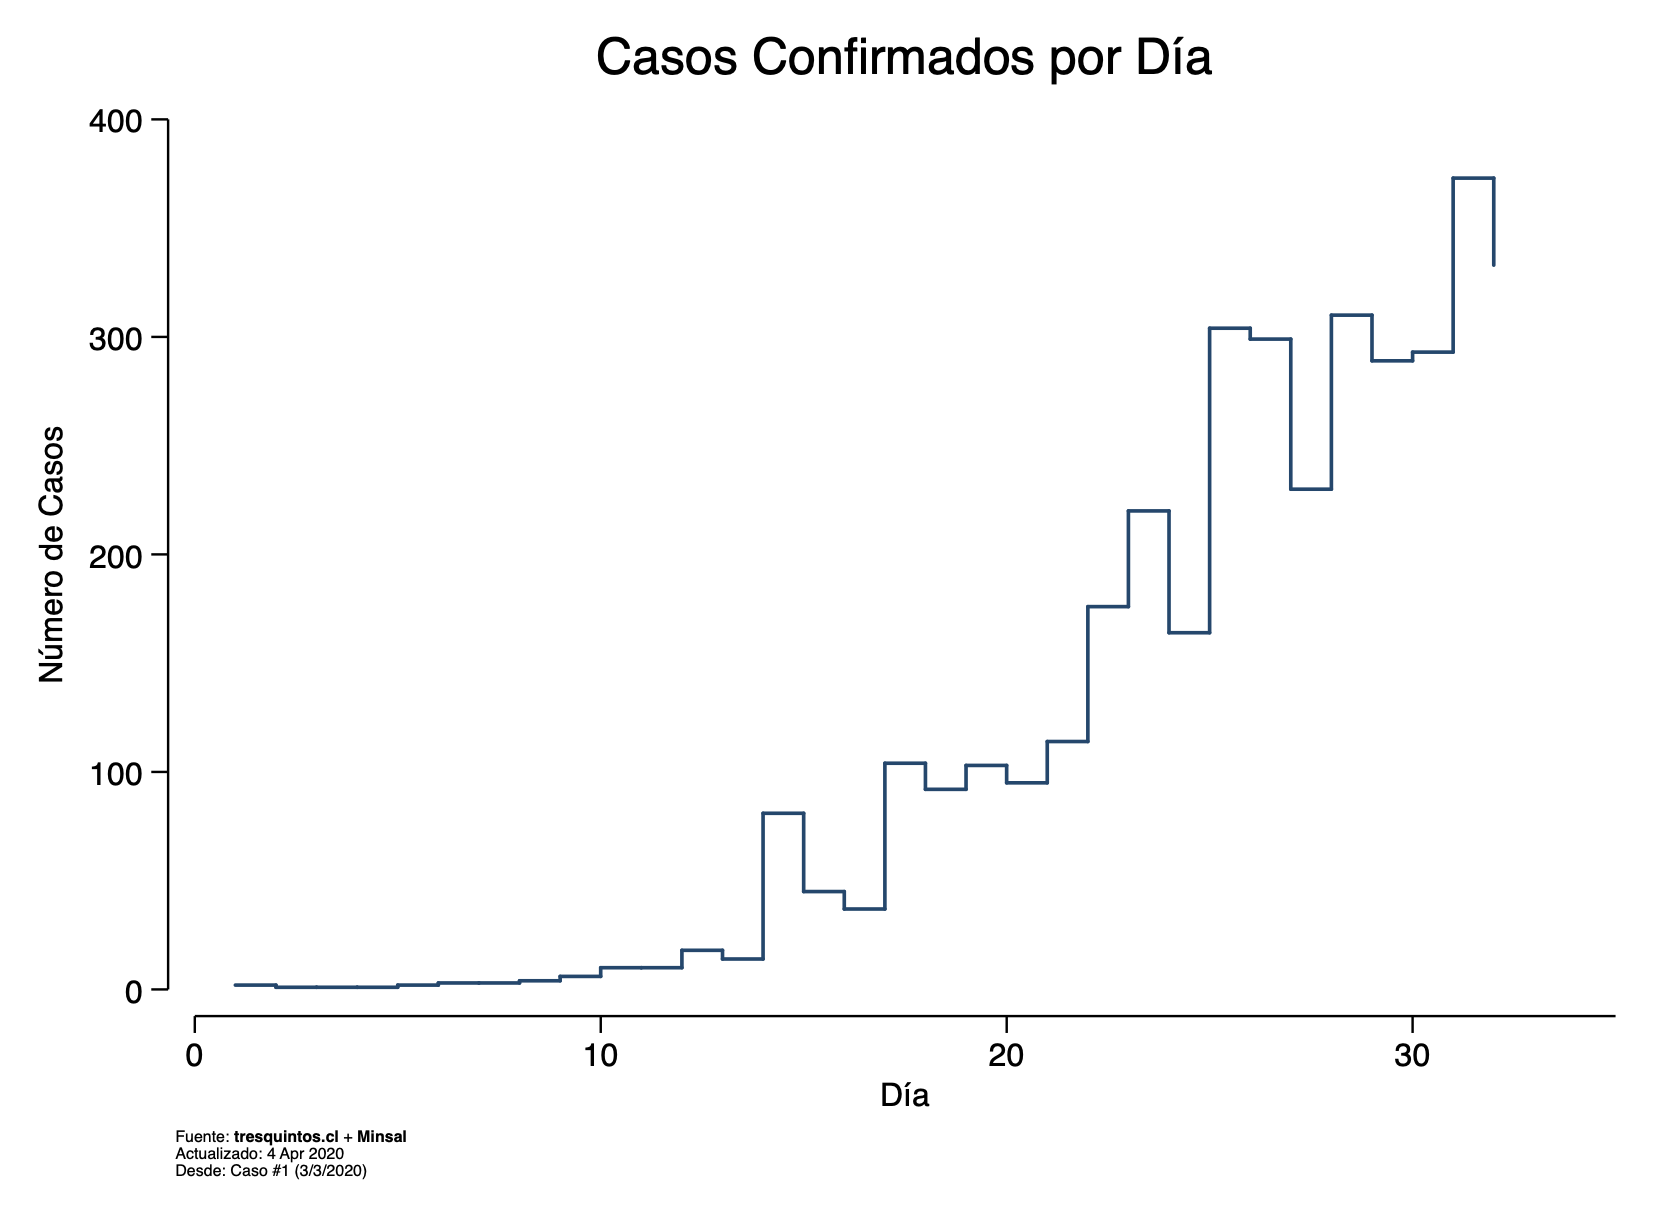 Casos Confirmados por Día
400
300
200
100
0
Número de Casos
0 10 20 30
Día
Fuente: tresquintos.cl + Minsal
Actualizado: 4 Apr 2020
Desde: Caso #1 (3/3/2020)